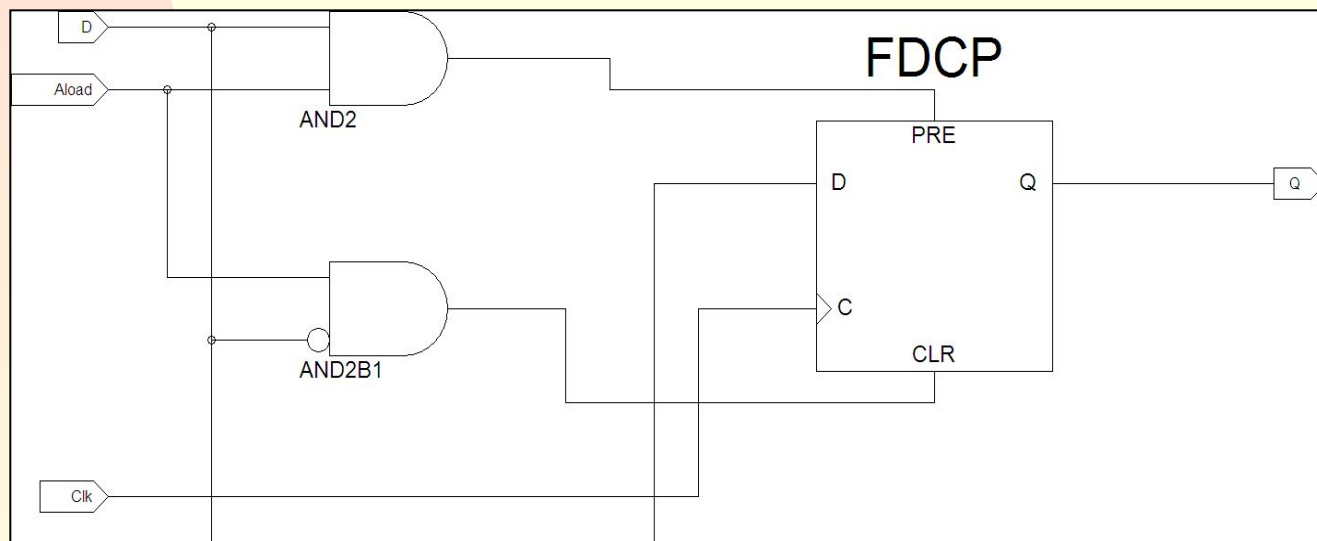 D
FDCP
Aload
AND2
PRE
D
Q
Q
C
CLR
AND2B1
Clk